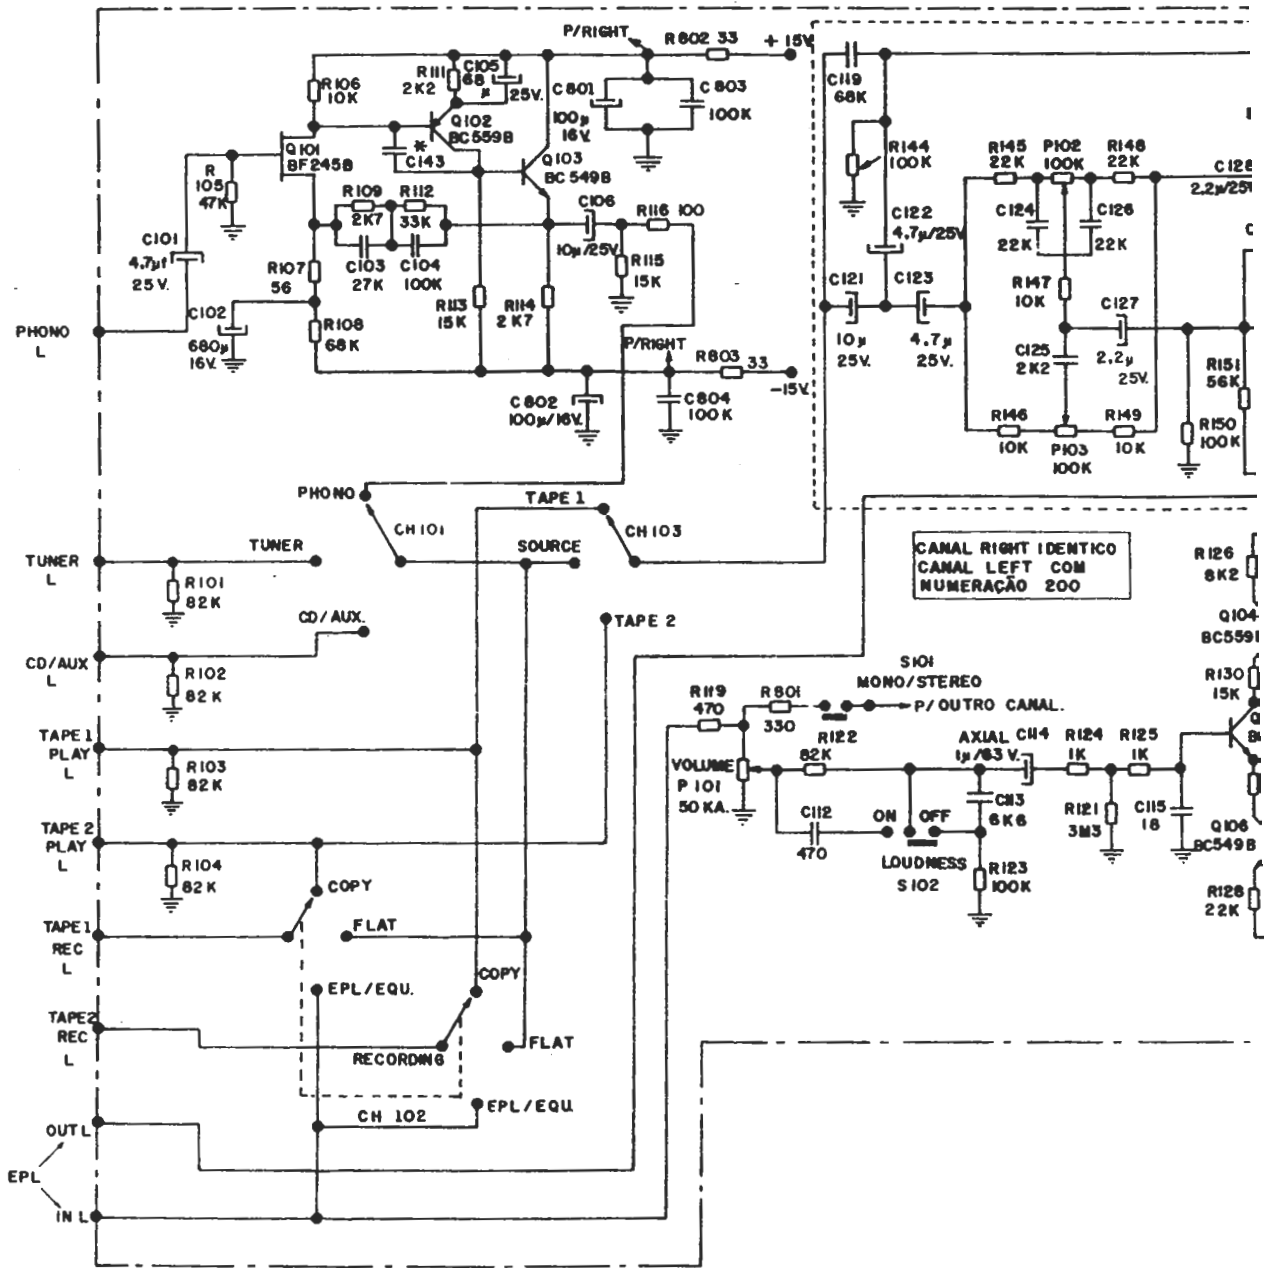 P/RIGHT
R802 33
+ 15V
R106
10K
R111
2K2
C105
68
μ
25V.
C801
100μ
16V.
C803
100K
C119
68K
Q102
BC559B
Q101
BF245B
*
C143
Q103
BC549B
R
105
47K
R109
2K7
R112
33K
C106
10μ/25V.
R116 100
C101
4.7μf
25V.
C103
27K
C104
100K
R115
15K
R107
56
C102
680μ
16V.
R108
68K
R113
15K
R114
2K7
P/RIGHT
R803
33
-15V.
C802
100μ/16V.
C804
100K
PHONO
L
R144
100K
R145
22K
P102
100K
R148
22K
C128
2.2μ/25V
C124
22K
C126
22K
C122
4.7μ/25V.
C121
10μ
25V.
C123
4.7μ
25V.
R147
10K
C127
2.2μ
25V.
C125
2K2
R151
56K
R146
10K
P103
100K
R149
10K
R150
100K
PHONO
CH101
TAPE 1
CH103
TUNER
L
TUNER
SOURCE
R101
82K
CANAL RIGHT IDENTICO
CANAL LEFT COM
NUMERAÇÃO 200
R126
8K2
CD/AUX.
TAPE 2
Q104
BC559
CD/AUX
L
R102
82K
S101
MONO/STEREO
P/OUTRO CANAL.
R119
470
R801
330
R130
15K
TAPE 1
PLAY
L
R103
82K
VOLUME
P 101
50KA.
R122
82K
AXIAL
1μ/63V.
C114
R124
1K
R125
1K
C112
470
ON
OFF
C113
6K6
LOUDNESS
S102
R123
100K
R121
3M3
C115
18
Q106
BC549B
TAPE 2
PLAY
L
R104
82K
R128
22K
COPY
TAPE 1
REC
L
FLAT
COPY
EPL/EQU.
TAPE2
REC
L
RECORDING
FLAT
EPL/EQU.
CH 102
OUT L
EPL
IN L